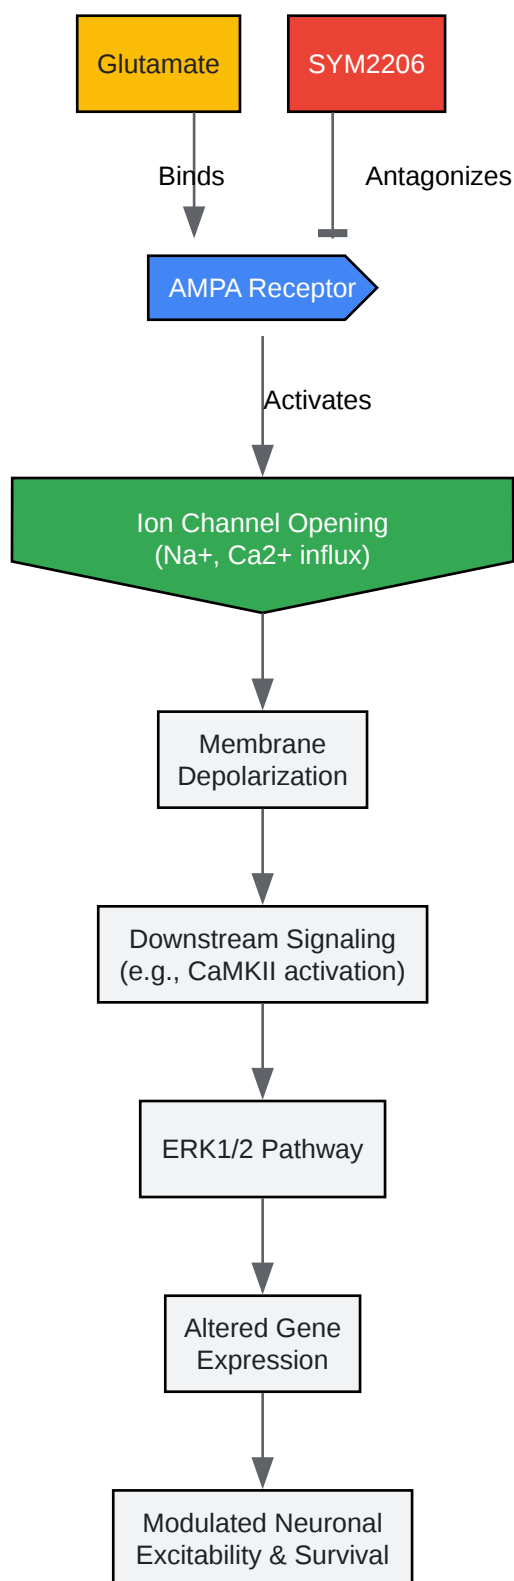 Glutamate
SYM2206
Binds
Antagonizes
AMPA Receptor
Activates
Ion Channel Opening
(Na+, Ca2+ influx)
Membrane
Depolarization
Downstream Signaling
(e.g., CaMKII activation)
ERK1/2 Pathway
Altered Gene
Expression
Modulated Neuronal
Excitability & Survival